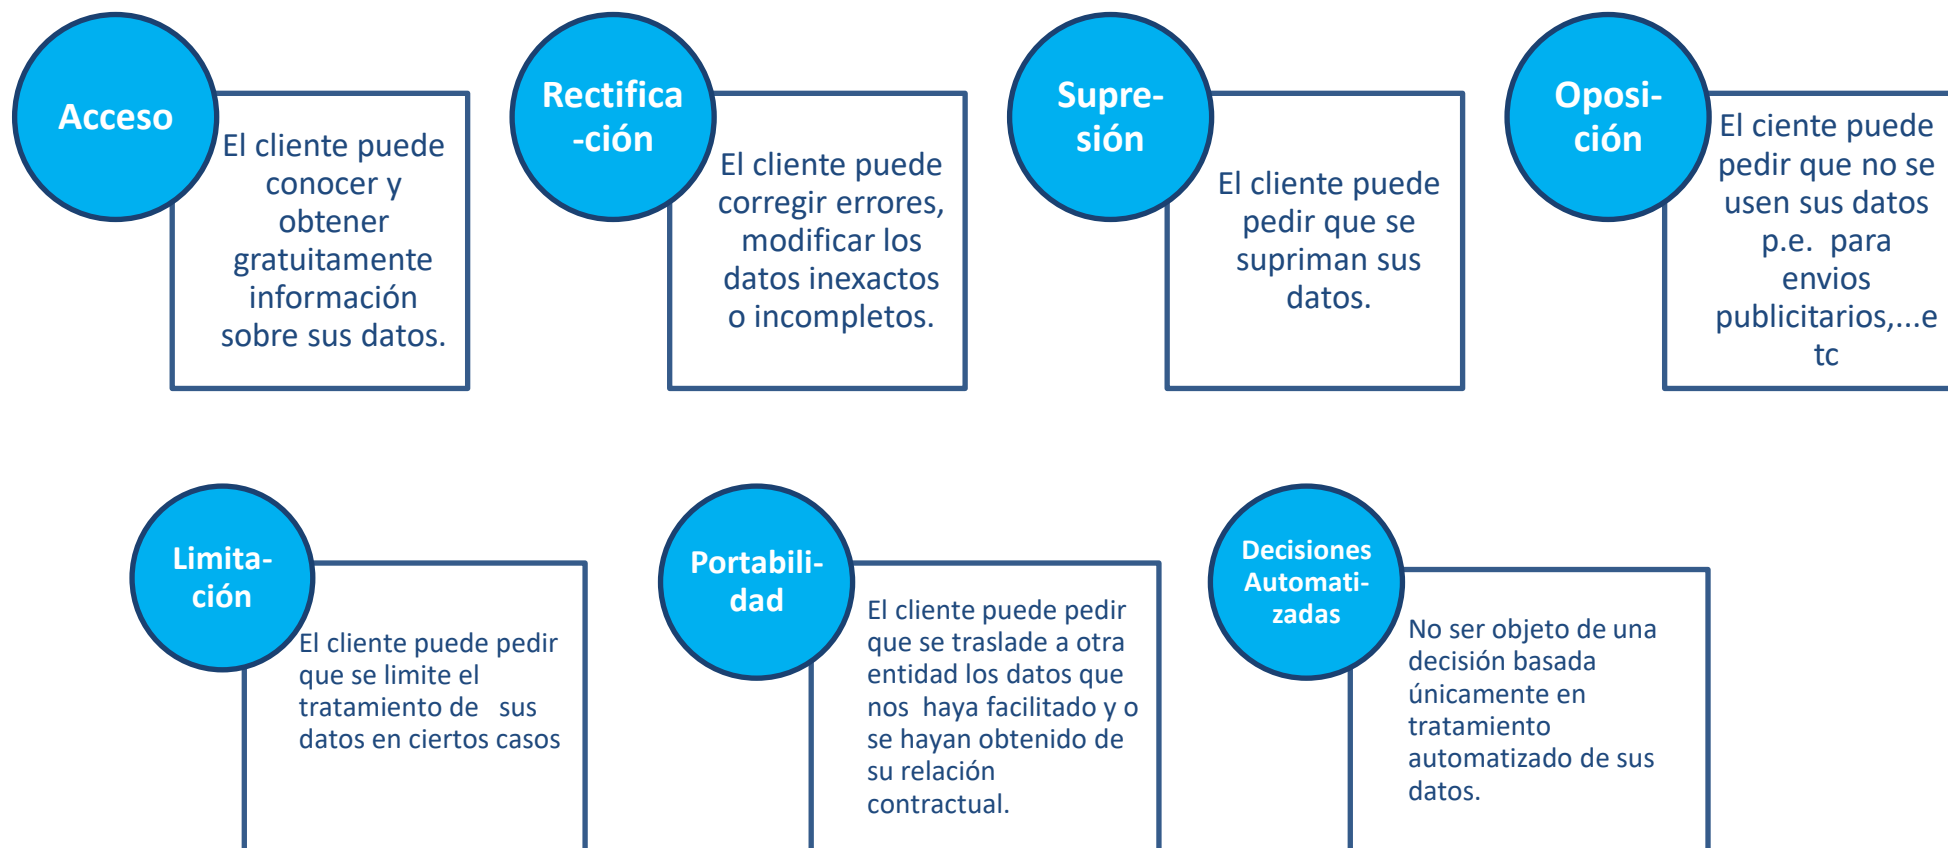 Acceso
El cliente puede
conocer y
obtener
gratuitamente
información
sobre sus datos.
Rectifica
-ción
El cliente puede
corregir errores,
modificar los
datos inexactos
o incompletos.
Supre-
sión
El cliente puede
pedir que se
supriman sus
datos.
Oposi-
ción
El ciente puede
pedir que no se
usen sus datos
p.e. para
envios
publicitarios,...e
tc
Limita-
ción
El cliente puede pedir
que se limite el
tratamiento de sus
datos en ciertos casos
Portabili-
dad
El cliente puede pedir
que se traslade a otra
entidad los datos que
nos haya facilitado y o
se hayan obtenido de
su relación
contractual.
Decisiones
Automati-
zadas
No ser objeto de una
decisión basada
únicamente en
tratamiento
automatizado de sus
datos.